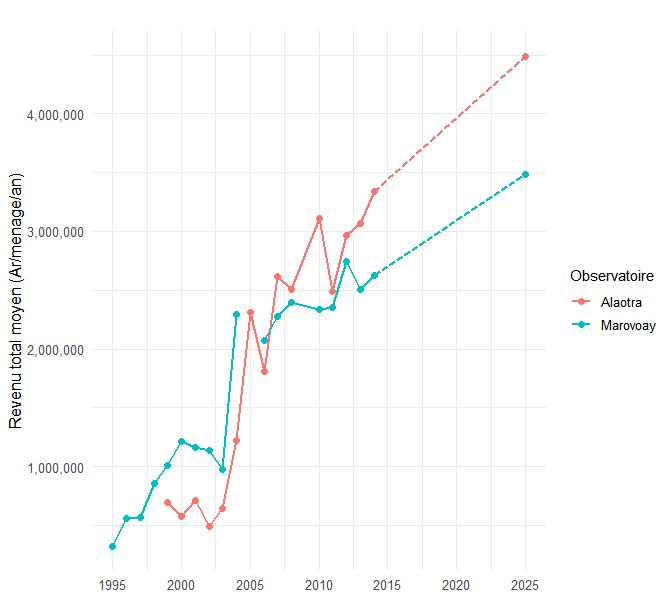 Revenu total moyen (Ar/menage/an)
4,000,000
3,000,000
2,000,000
1,000,000
1995 2000 2005 2010 2015 2020 2025
Observatoire
Alaotra
Marovoay